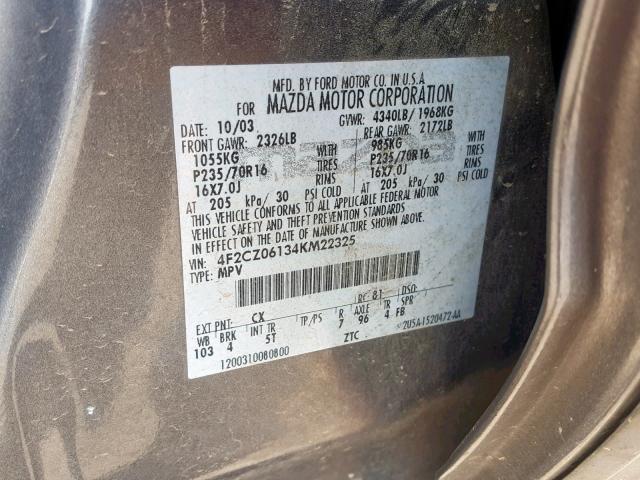 MFD. BY FORD MOTOR CO. IN U.S.A
FOR MAZDA MOTOR CORPORATION
DATE: 10/03 GVWR: 4340LB/ 1968KG
FRONT GAWR: 2326LB REAR GAWR: 2172LB
1055KG WITH 985KG WITH
P235/70R16 TIRES P235/70R16 TIRES
16X7.0J RIMS 16X7.0J RIMS
AT 205 kPa/ 30 PSI COLD AT 205 kPa/ 30 PSI COLD
THIS VEHICLE CONFORMS TO ALL APPLICABLE FEDERAL MOTOR
VEHICLE SAFETY AND THEFT PREVENTION STANDARDS
IN EFFECT ON THE DATE OF MANUFACTURE SHOWN ABOVE.
VIN: 4F2CZ06134KM22325
TYPE: MPV
EXT PNT: CX RC: 81 DSO:
WB BRK INT TR TP/PS R AXLE TR SPR
103 4 5T 7 96 4 FB
ZTC
1200310080800